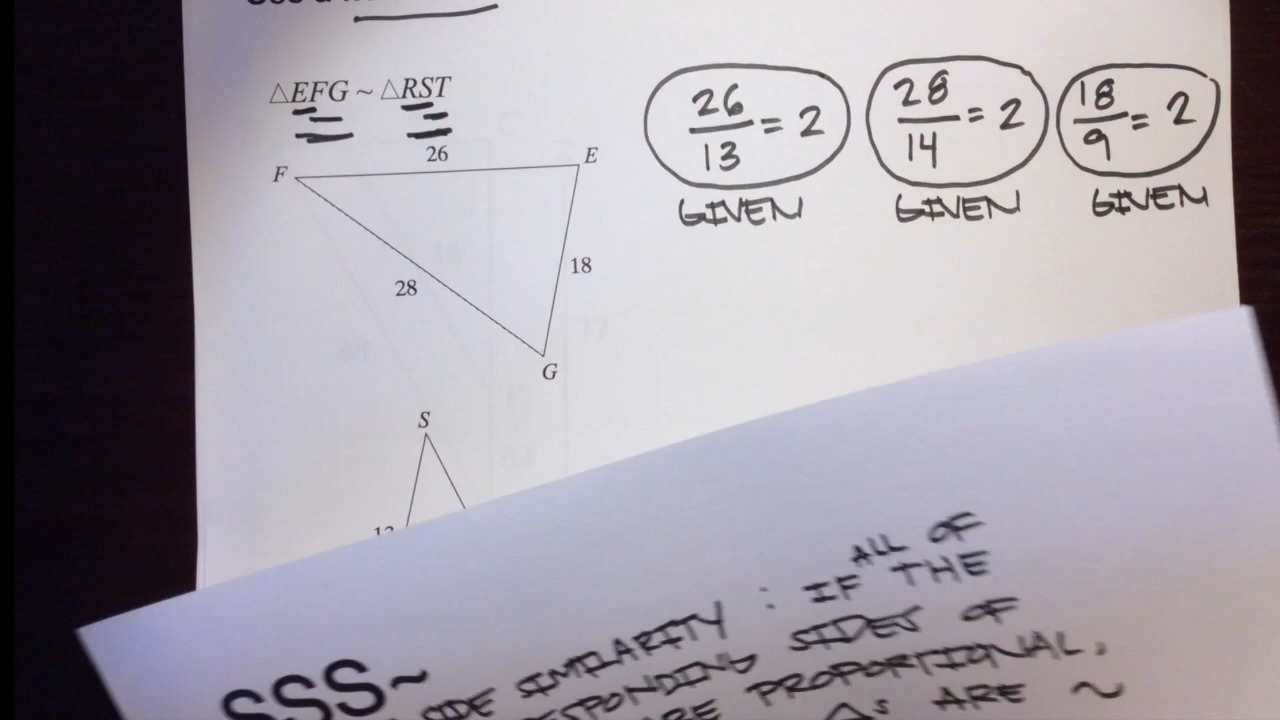 △EFG ~ △RST
26/13 = 2
GIVEN
28/14 = 2
GIVEN
18/9 = 2
GIVEN
26
F
E
28
18
G
S
SSS~
SIMILARITY : IF ALL OF THE
SIDES OF
PROPORTIONAL,
△s ARE ~